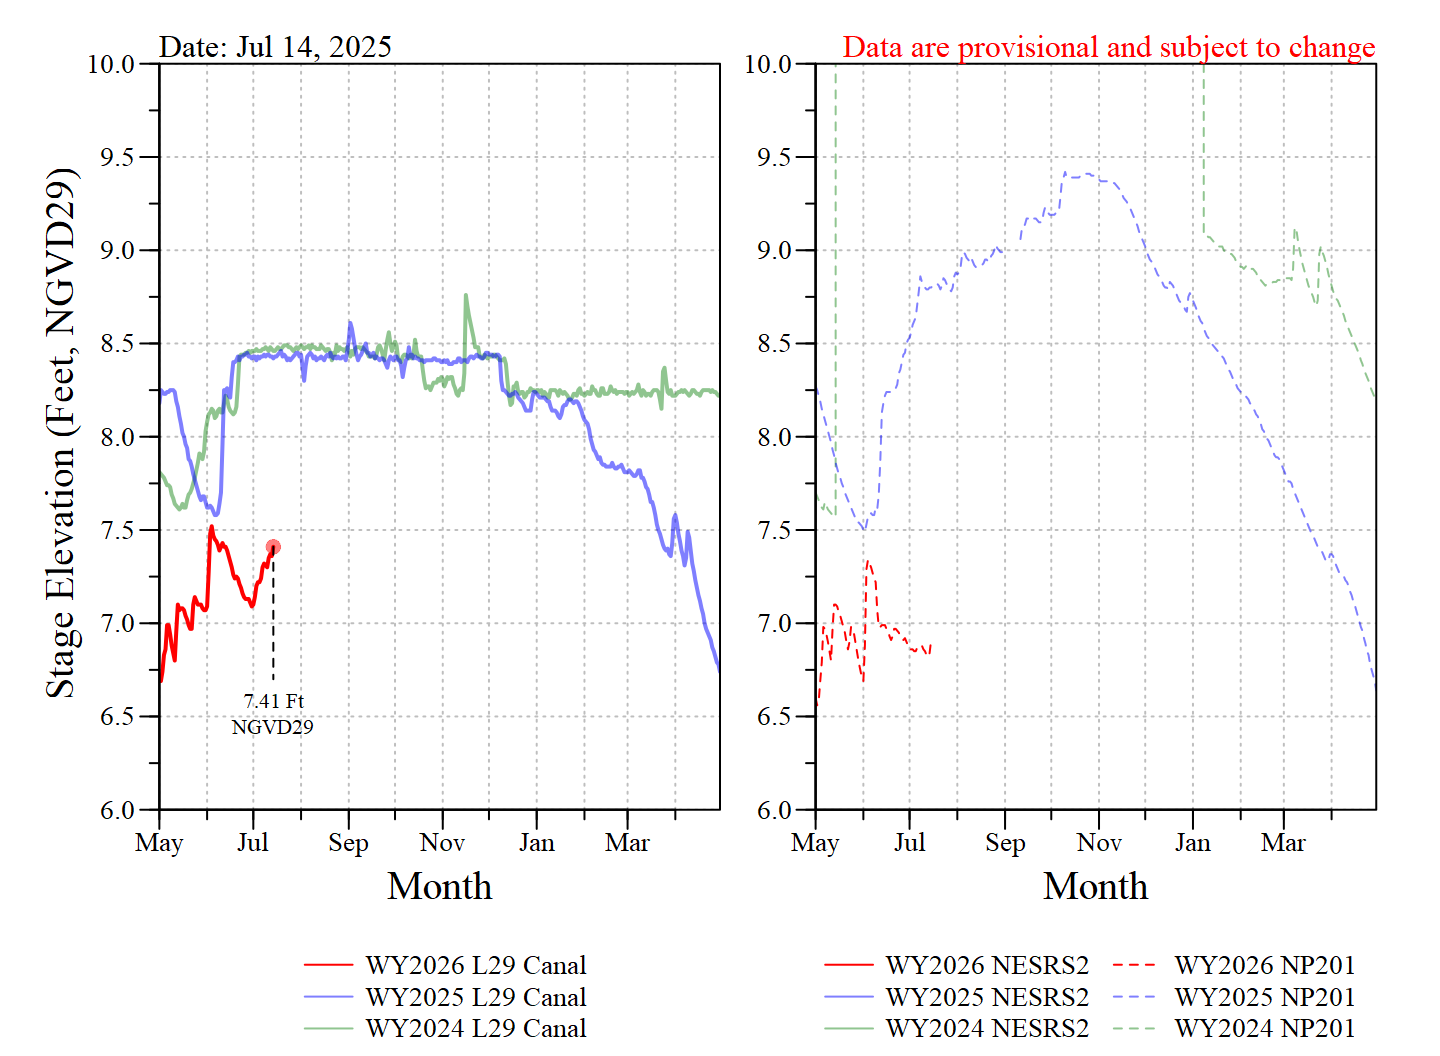 Date: Jul 14, 2025
Data are provisional and subject to change
Stage Elevation (Feet, NGVD29)
10.0
9.5
9.0
8.5
8.0
7.5
7.0
6.5
6.0
7.41 Ft
NGVD29
May Jul Sep Nov Jan Mar
Month
10.0
9.5
9.0
8.5
8.0
7.5
7.0
6.5
6.0
May Jul Sep Nov Jan Mar
Month
WY2026 L29 Canal
WY2025 L29 Canal
WY2024 L29 Canal
WY2026 NESRS2 WY2026 NP201
WY2025 NESRS2 WY2025 NP201
WY2024 NESRS2 WY2024 NP201